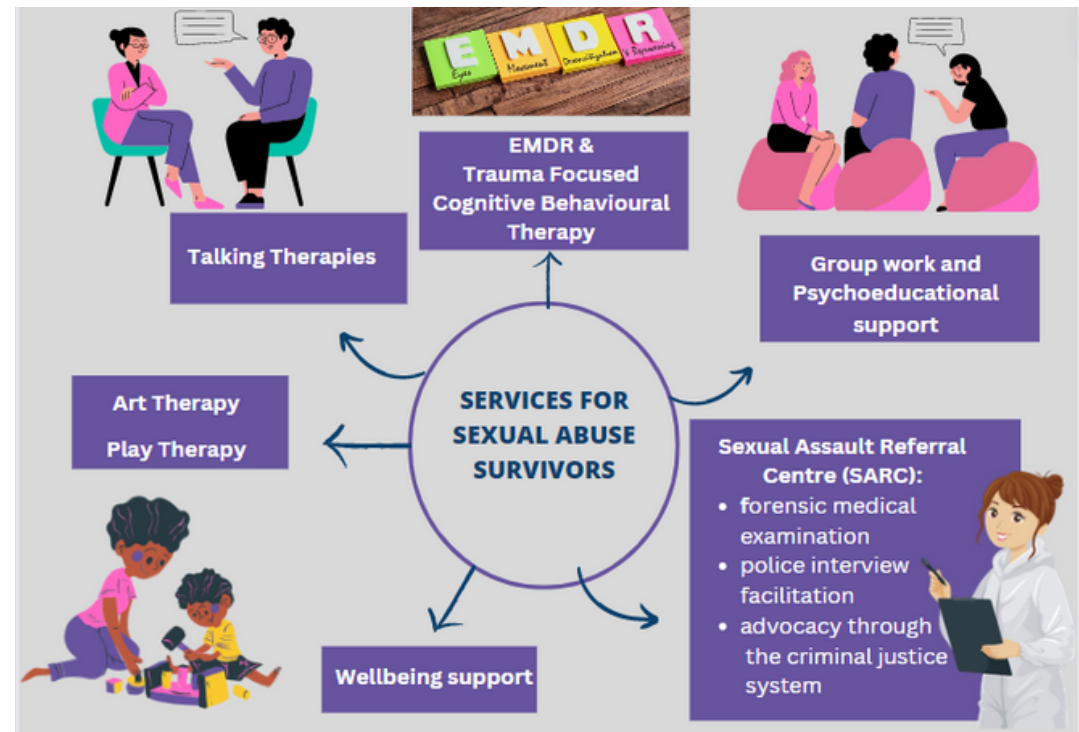 E M D R
Eyes Movement Desensitization & Reprocessing
EMDR &
Trauma Focused
Cognitive Behavioural
Therapy
Talking Therapies
Group work and
Psychoeducational
support
Art Therapy
Play Therapy
SERVICES FOR
SEXUAL ABUSE
SURVIVORS
Sexual Assault Referral
Centre (SARC):
• forensic medical
examination
• police interview
facilitation
• advocacy through
the criminal justice
system
Wellbeing support